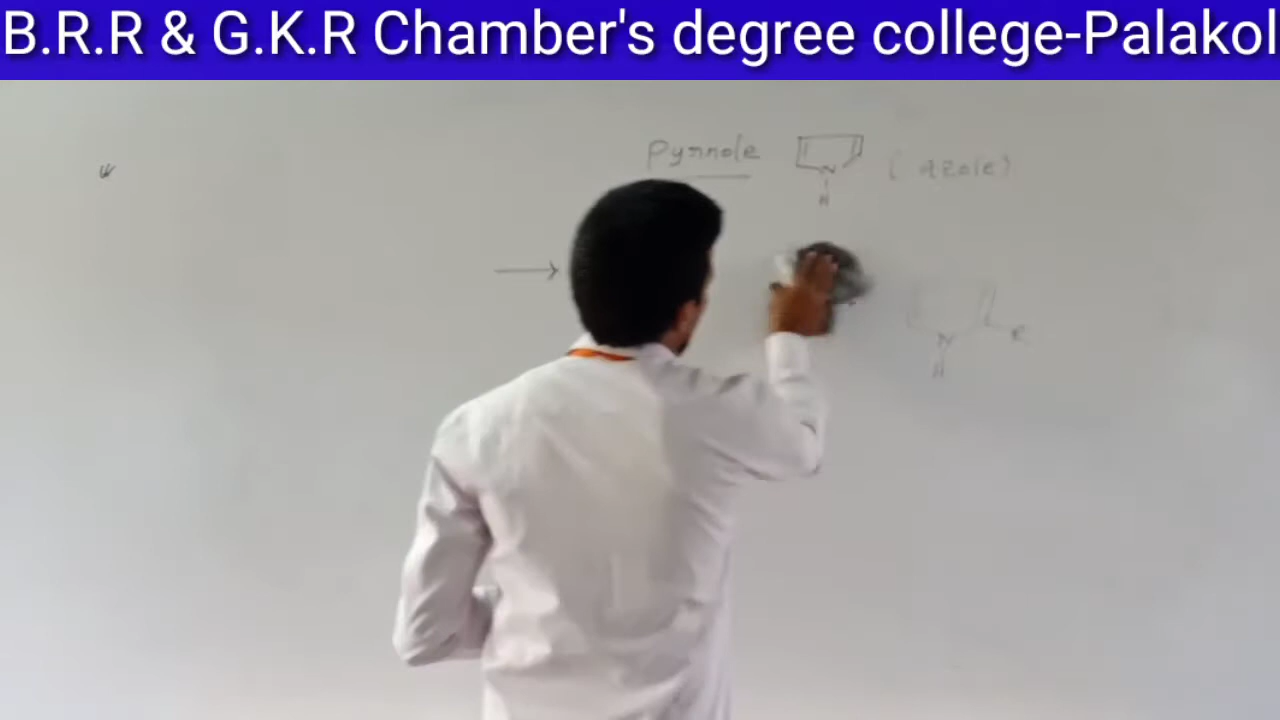 B.R.R & G.K.R Chamber's degree college-Palakol
Pyrrole (azole)
N
H
N R
H